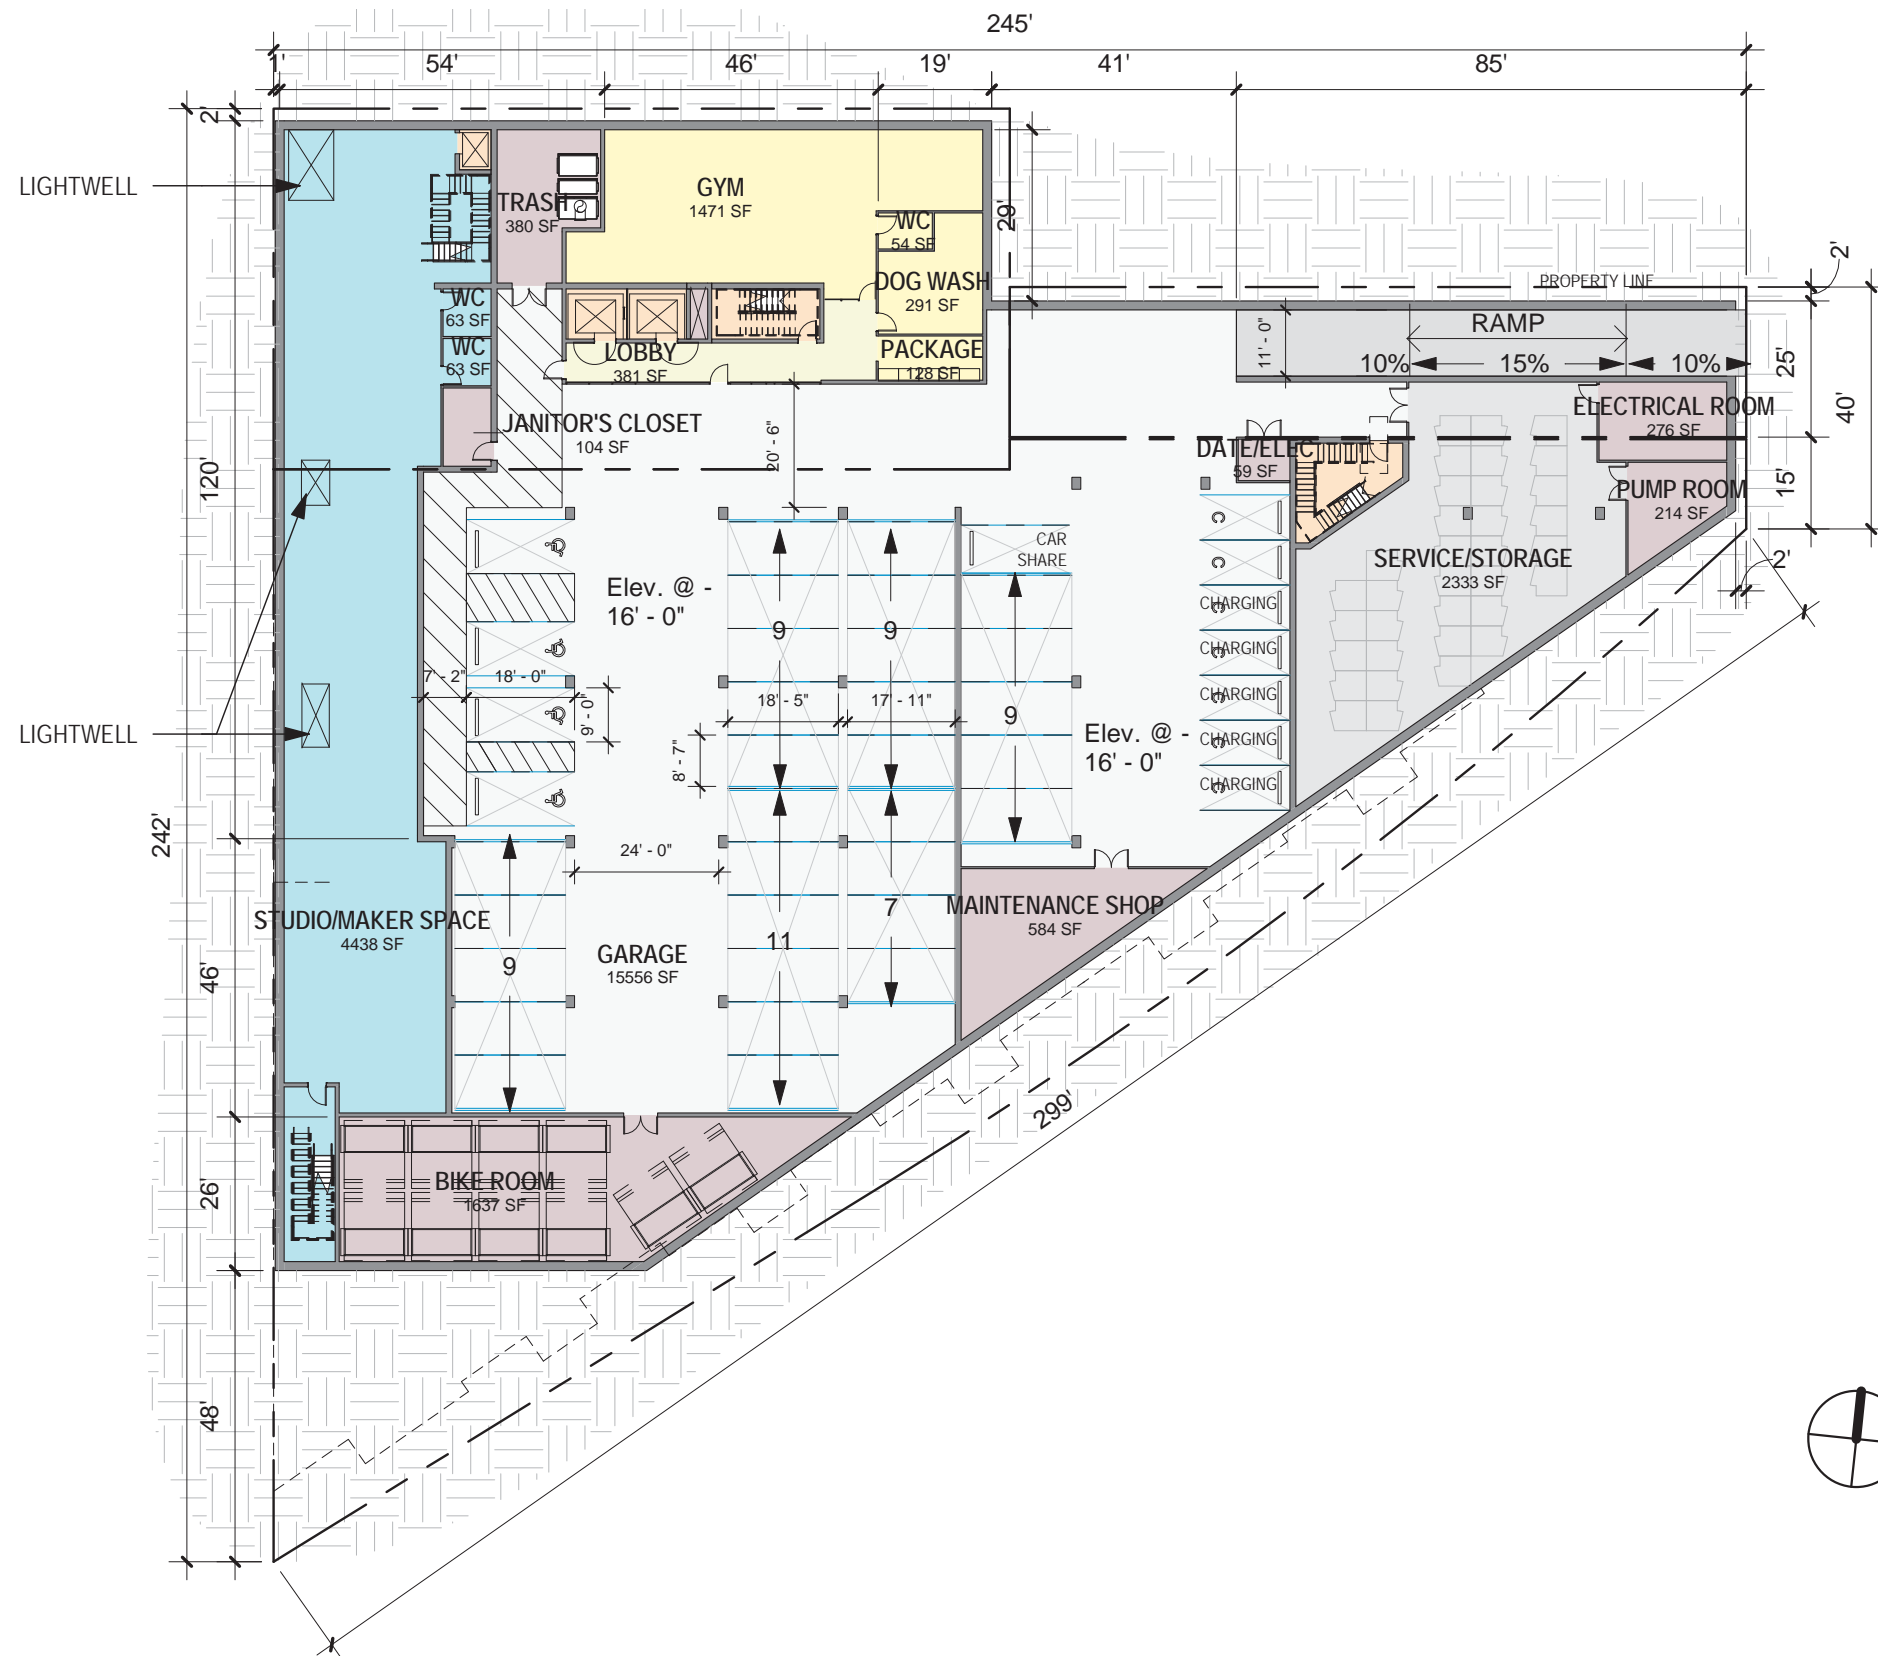 245'
1'
54'
46'
19'
41'
85'
2'
LIGHTWELL
TRASH
380 SF
GYM
1471 SF
WC
54 SF
29'
DOG WASH
291 SF
2'
PROPERTY LINE
WC
63 SF
WC
63 SF
LOBBY
381 SF
PACKAGE
128 SF
11' - 0"
RAMP
10%
15%
10%
25'
40'
JANITOR'S CLOSET
104 SF
20' - 6"
ELECTRICAL ROOM
276 SF
DATE/ELEC
59 SF
120'
15'
PUMP ROOM
214 SF
CAR
SHARE
C
C
SERVICE/STORAGE
2333 SF
2'
Elev. @ -
16' - 0"
9
9
CHARGING
C
CHARGING
C
7' - 2"
18' - 0"
9' - 0"
18' - 5"
17' - 11"
9
CHARGING
C
LIGHTWELL
8' - 7"
Elev. @ -
16' - 0"
CHARGING
C
CHARGING
C
242'
24' - 0"
STUDIO/MAKER SPACE
4438 SF
7
MAINTENANCE SHOP
584 SF
11
46'
9
GARAGE
15556 SF
299'
26'
BIKE ROOM
1637 SF
48'